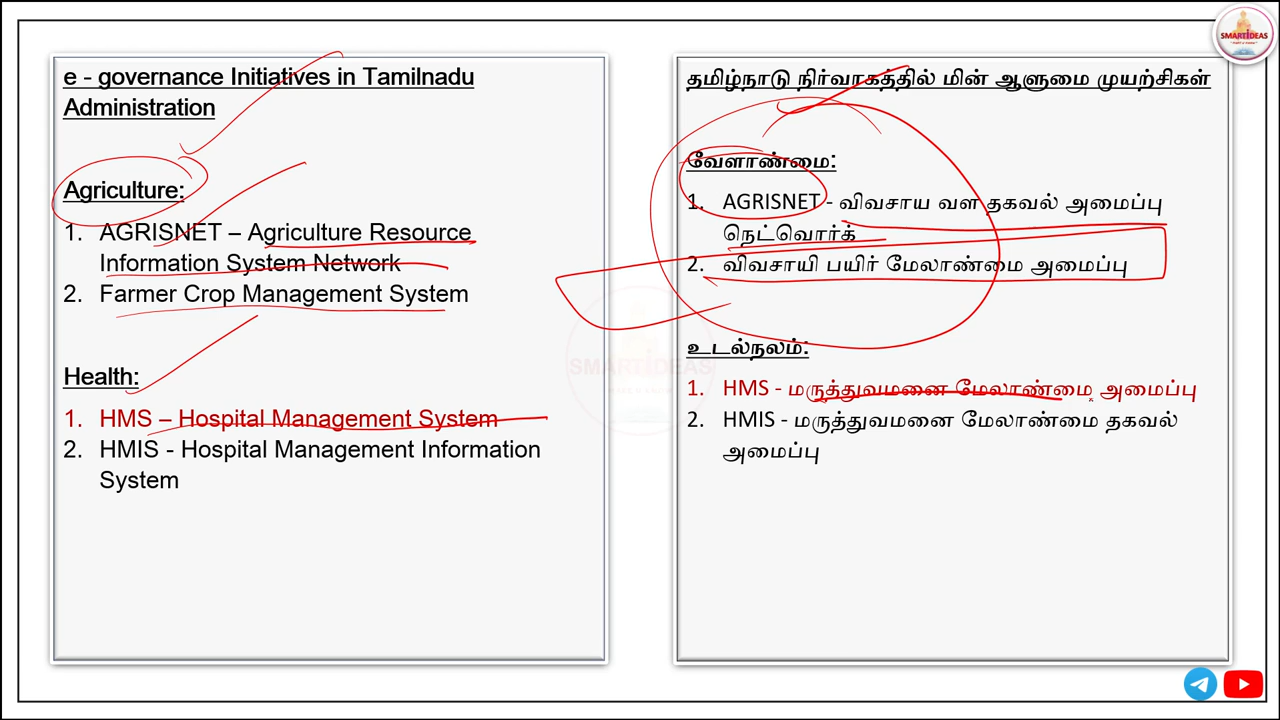 SMARTIDEAS
e - governance Initiatives in Tamilnadu
Administration
Agriculture:
1. AGRISNET – Agriculture Resource
Information System Network
2. Farmer Crop Management System
Health:
1. HMS – Hospital Management System
2. HMIS - Hospital Management Information
System
தமிழ்நாடு நிர்வாகத்தில் மின் ஆளுமை முயற்சிகள்
வேளாண்மை:
1. AGRISNET - விவசாய வள தகவல் அமைப்பு
நெட்வொர்க்
2. விவசாயி பயிர் மேலாண்மை அமைப்பு
உடல்நலம்:
1. HMS - மருத்துவமனை மேலாண்மை அமைப்பு
2. HMIS - மருத்துவமனை மேலாண்மை தகவல்
அமைப்பு
SMARTIDEAS